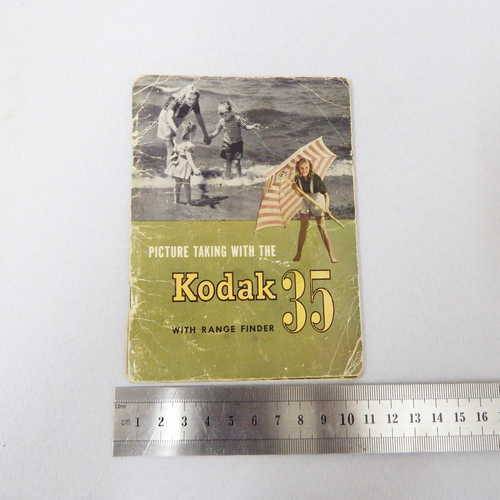 PICTURE TAKING WITH THE
Kodak 35
WITH RANGE FINDER
cm 1 2 3 4 5 6 7 8 9 10 11 12 13 14 15 16